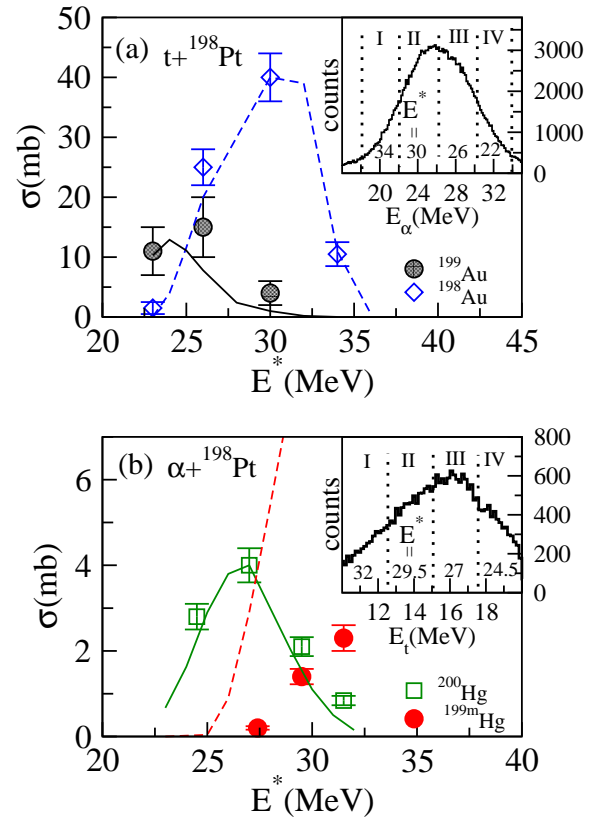 (a) t+¹⁹⁸Pt
σ(mb)
50
40
30
20
10
0
20 25 30 35 40 45
E*(MeV)
I II III IV
counts
3000
2000
1000
0
E*
=
34 30 26 22
20 24 28 32
Eα(MeV)
¹⁹⁹Au
¹⁹⁸Au
(b) α+¹⁹⁸Pt
σ(mb)
6
4
2
0
20 25 30 35 40
E*(MeV)
I II III IV
counts
800
600
400
200
0
E*
=
32 29.5 27 24.5
12 14 16 18
Eₜ(MeV)
²⁰⁰Hg
¹⁹⁹ᵐHg